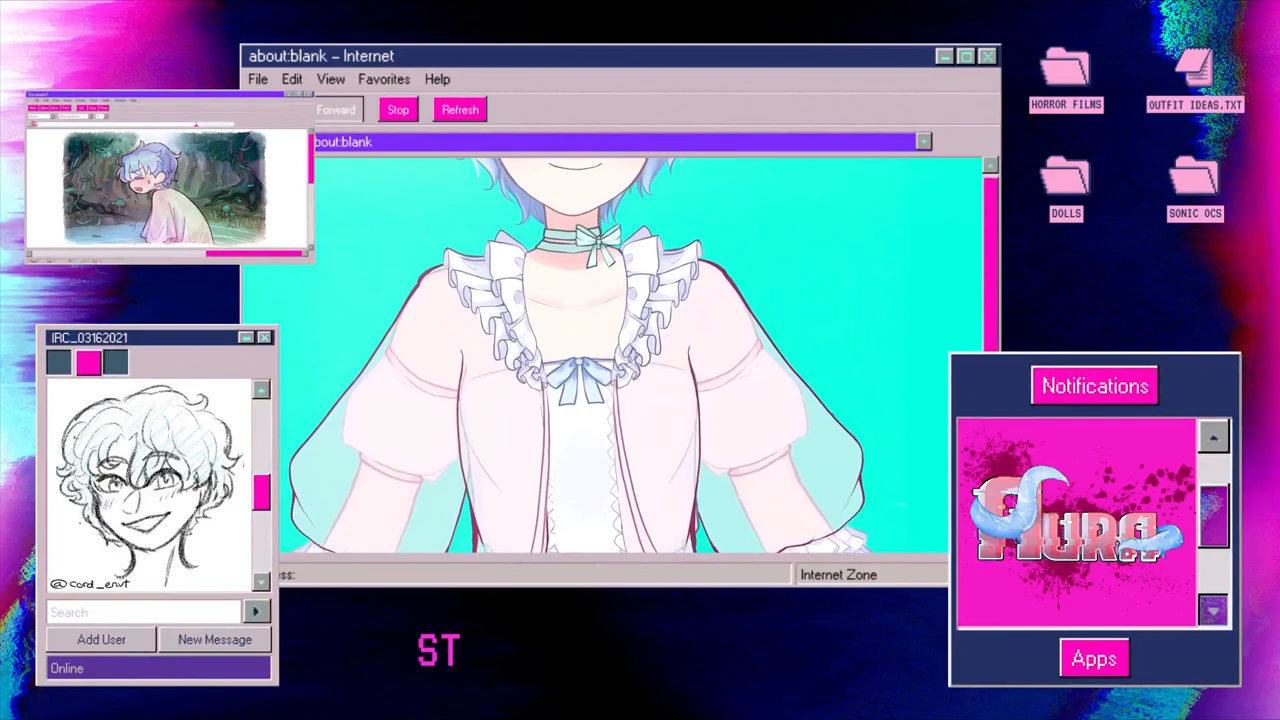 about:blank – Internet
File Edit View Favorites Help
Forward Stop Refresh
bout:blank
HORROR FILMS
OUTFIT IDEAS.TXT
DOLLS
SONIC OCS
IRC_03162021
@cord_envt
Search
Add User New Message
Online
ss:
Internet Zone
ST
Notifications
AURA
Apps